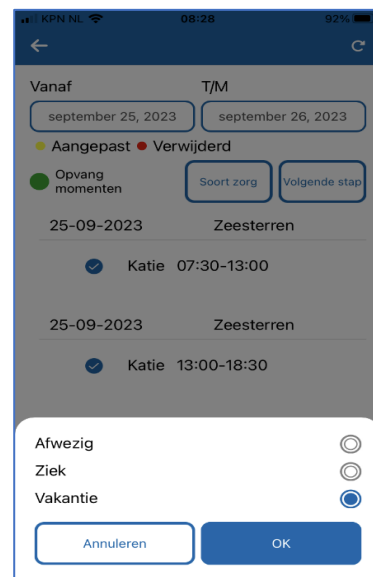 KPN NL 08:28 92%
Vanaf T/M
september 25, 2023 september 26, 2023
Aangepast Verwijderd
Opvang momenten Soort zorg Volgende stap
25-09-2023 Zeesterren
Katie 07:30-13:00
25-09-2023 Zeesterren
Katie 13:00-18:30
Afwezig
Ziek
Vakantie
Annuleren OK